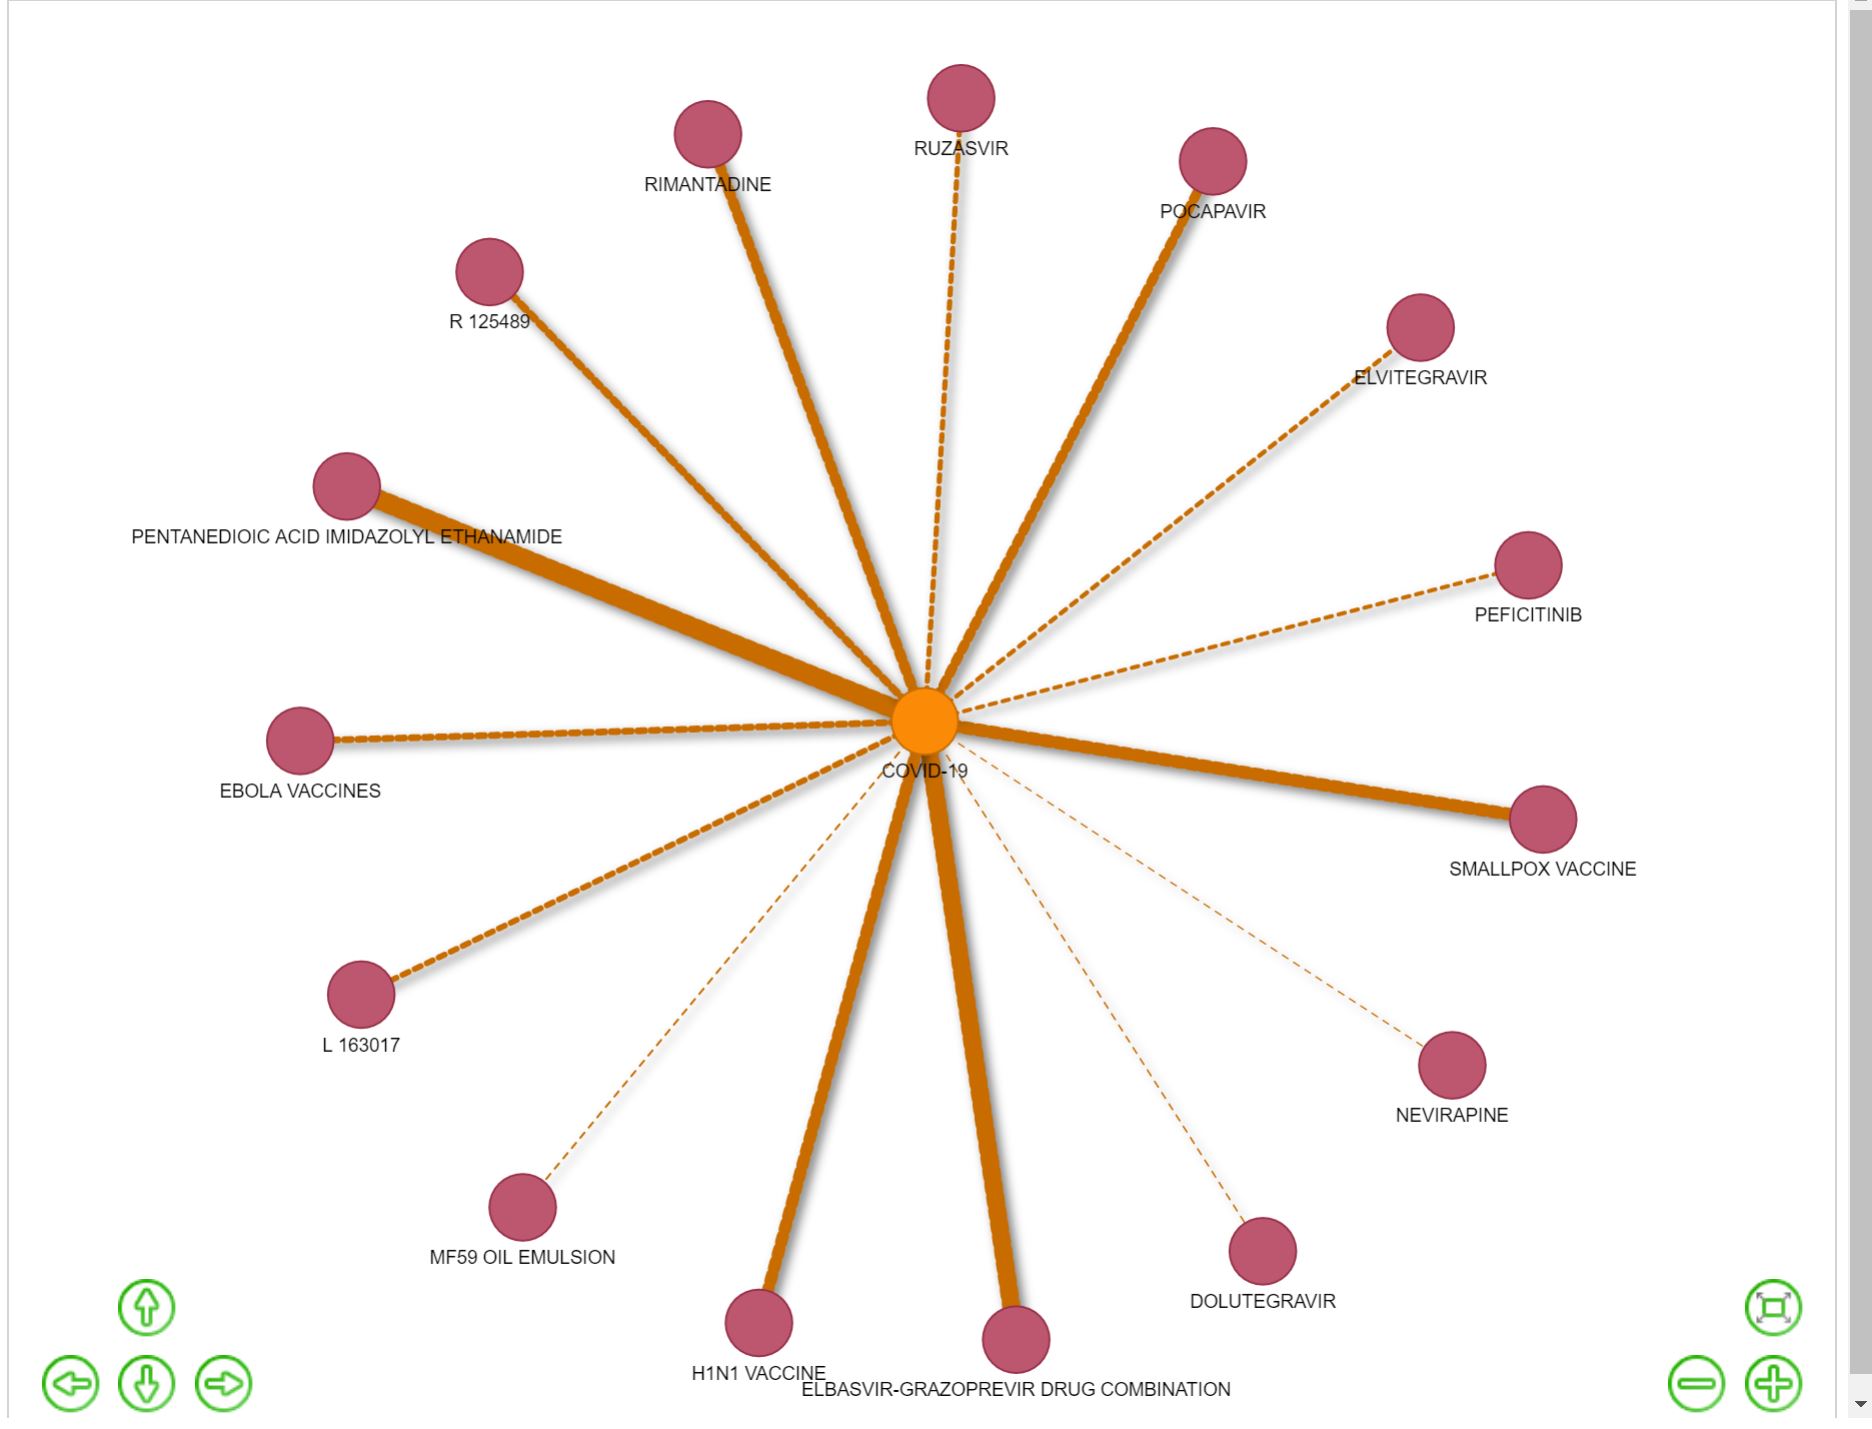 RUZASVIR
RIMANTADINE
POCAPAVIR
R 125489
ELVITEGRAVIR
PENTANEDIOIC ACID IMIDAZOLYL ETHANAMIDE
PEFICITINIB
COVID-19
EBOLA VACCINES
SMALLPOX VACCINE
L 163017
NEVIRAPINE
MF59 OIL EMULSION
DOLUTEGRAVIR
H1N1 VACCINE
ELBASVIR-GRAZOPREVIR DRUG COMBINATION